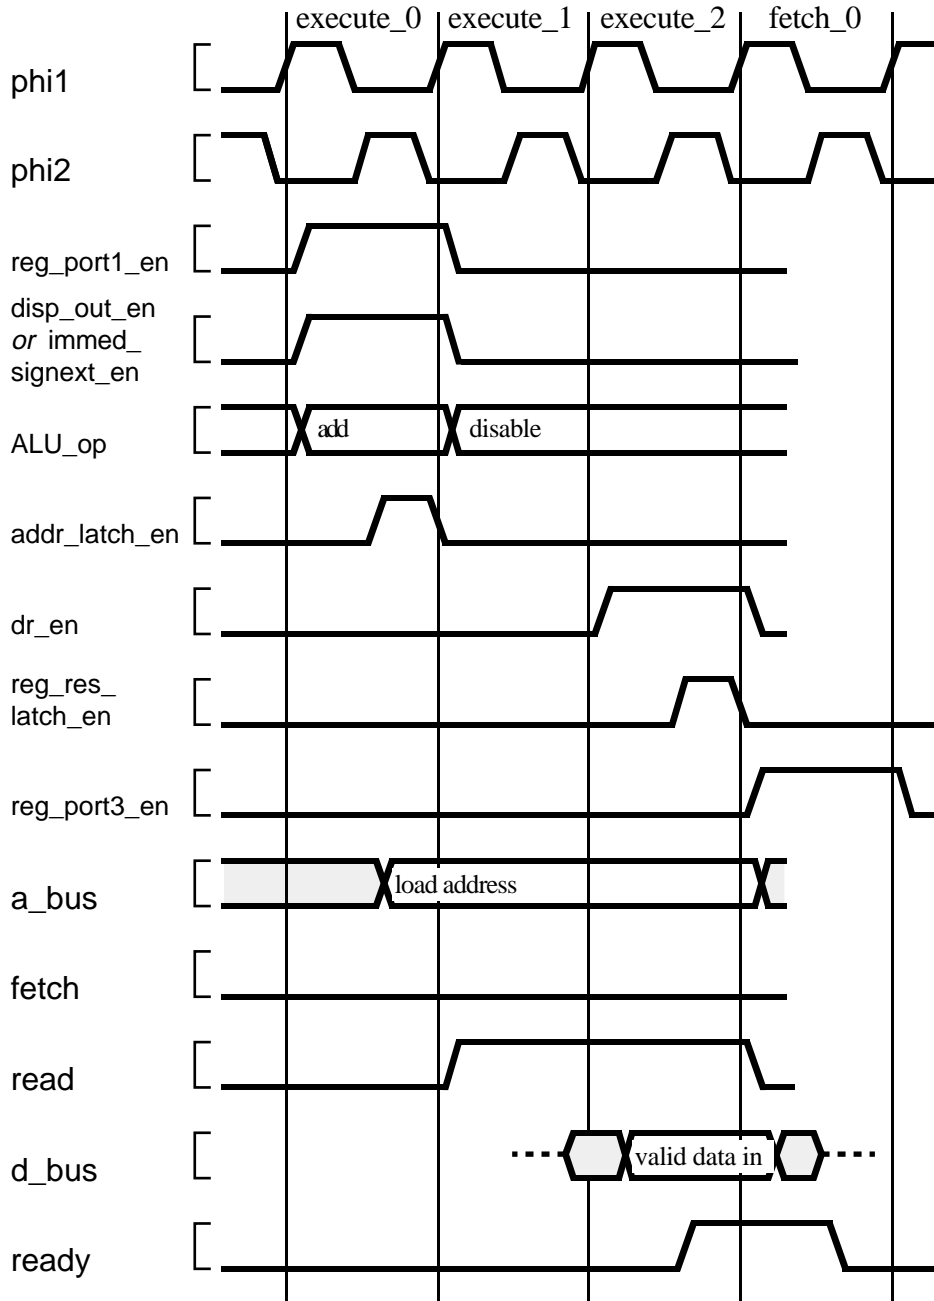 execute_0 execute_1 execute_2 fetch_0
phi1
phi2
reg_port1_en
disp_out_en
or immed_
signext_en
ALU_op add disable
addr_latch_en
dr_en
reg_res_
latch_en
reg_port3_en
a_bus load address
fetch
read
d_bus valid data in
ready